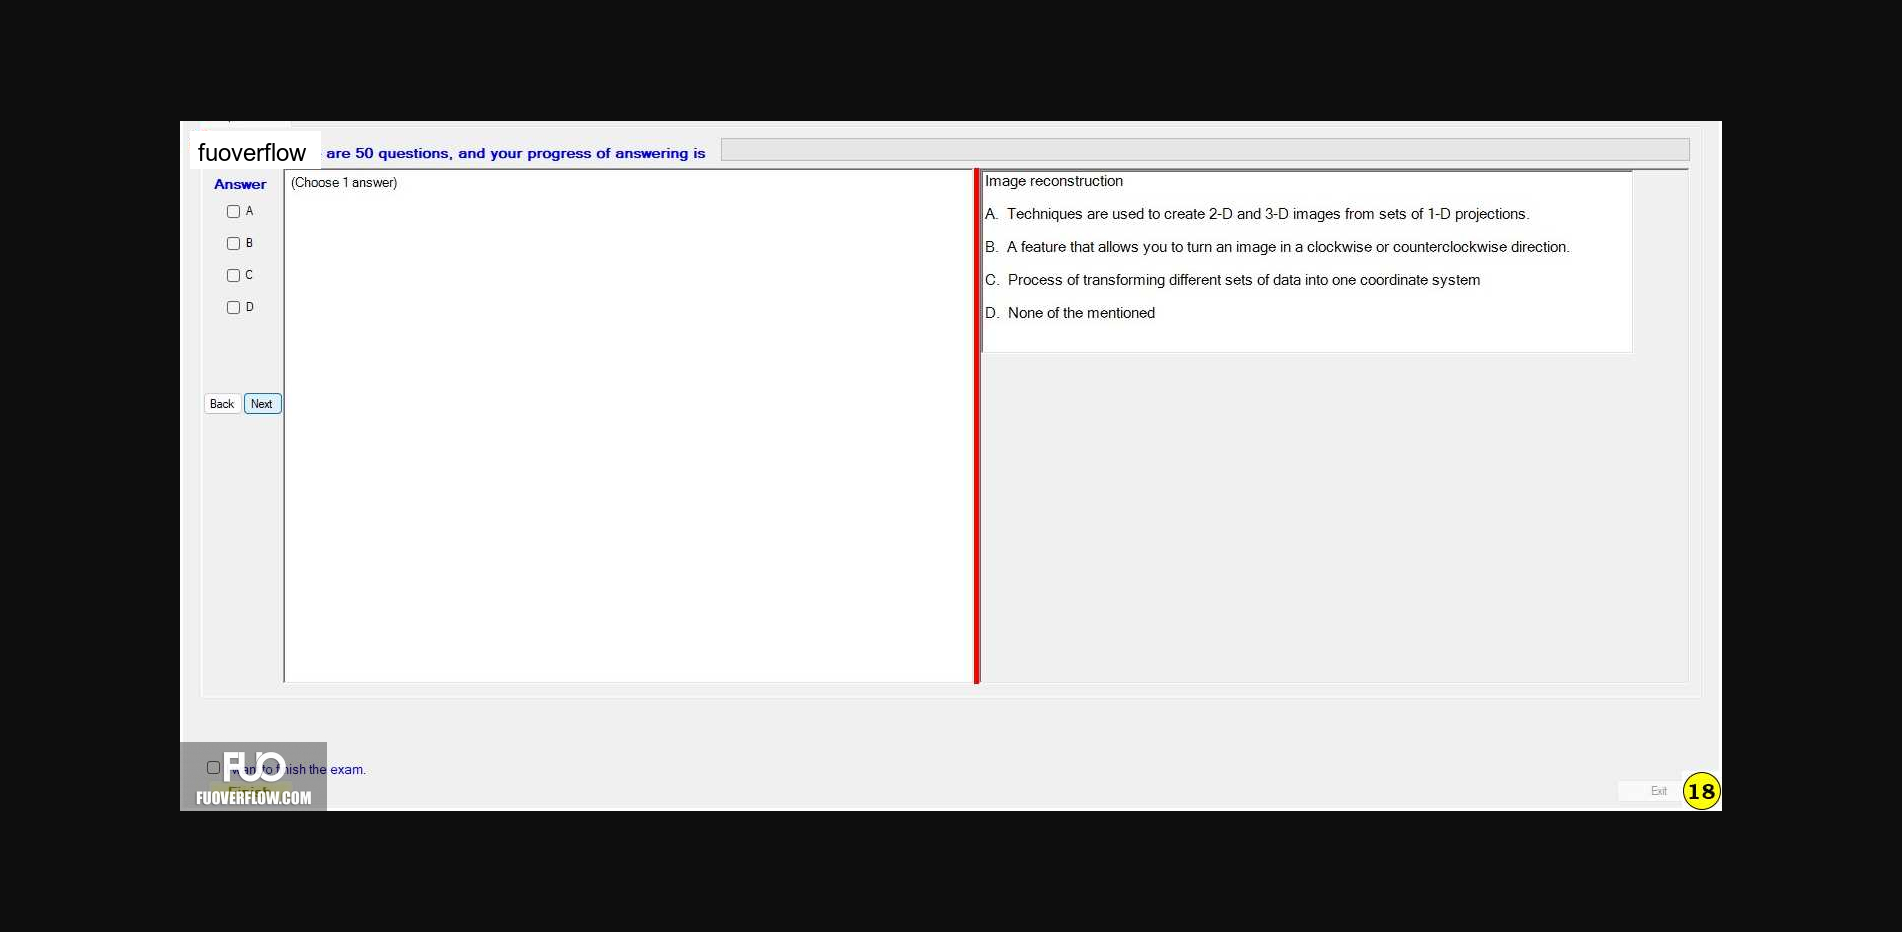 fuoverflow are 50 questions, and your progress of answering is
Answer
A
B
C
D
Back Next
(Choose 1 answer)
Image reconstruction
A. Techniques are used to create 2-D and 3-D images from sets of 1-D projections.
B. A feature that allows you to turn an image in a clockwise or counterclockwise direction.
C. Process of transforming different sets of data into one coordinate system
D. None of the mentioned
FUO
the exam.
FUOVERFLOW.COM
Exit
18